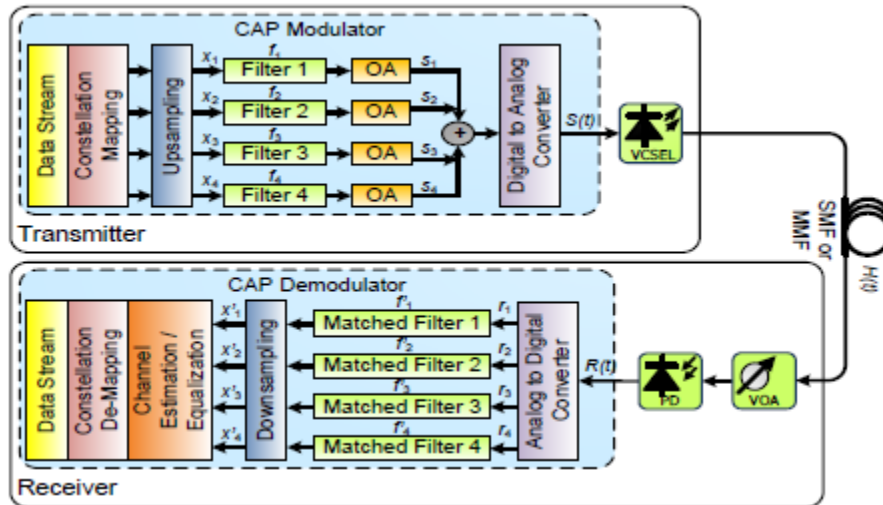 CAP Modulator
Data Stream
Constellation
Mapping
Upsampling
x₁
f₁
Filter 1
OA
s₁
x₂
f₂
Filter 2
OA
s₂
x₃
f₃
Filter 3
OA
s₃
x₄
f₄
Filter 4
OA
s₄
+
Digital to Analog
Converter
S(t)
VCSEL
Transmitter
SMF or
MMF
H(t)
CAP Demodulator
Data Stream
Constellation
De-Mapping
Channel
Estimation /
Equalization
x'₁
x'₂
x'₃
x'₄
Downsampling
f'₁
Matched Filter 1
r₁
f'₂
Matched Filter 2
r₂
f'₃
Matched Filter 3
r₃
f'₄
Matched Filter 4
r₄
Analog to Digital
Converter
R(t)
PD
VOA
Receiver